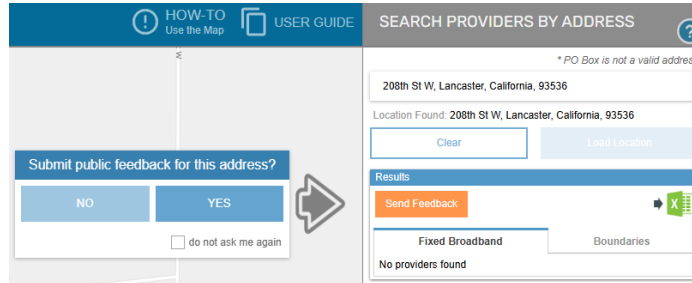 HOW-TO
Use the Map
USER GUIDE
W
Submit public feedback for this address?
NO
YES
do not ask me again
SEARCH PROVIDERS BY ADDRESS
?
* PO Box is not a valid addres
208th St W, Lancaster, California, 93536
Location Found: 208th St W, Lancaster, California, 93536
Clear
Load Location
Results
Send Feedback
X
Fixed Broadband
Boundaries
No providers found